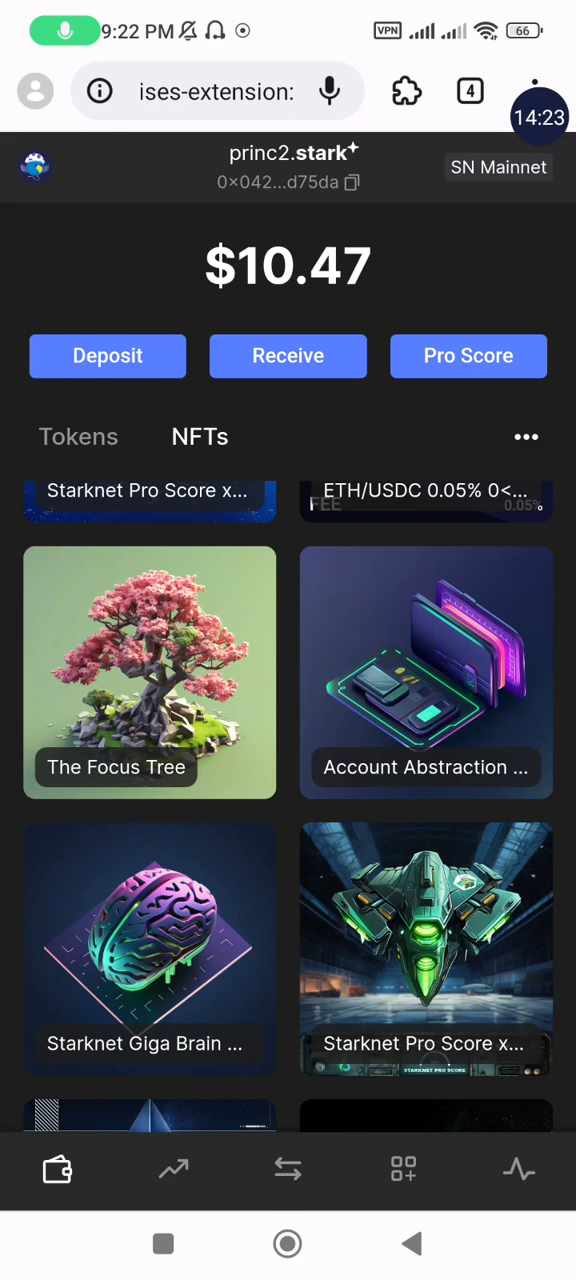 9:22 PM
VPN
66
ises-extension:
4
14:23
princ2.stark
0×042...d75da
SN Mainnet
$10.47
Deposit
Receive
Pro Score
Tokens
NFTs
Starknet Pro Score x...
ETH/USDC 0.05% 0<...
FEE
0.05%
The Focus Tree
Account Abstraction ...
Starknet Giga Brain ...
Starknet Pro Score x...
STARKNET PRO SCORE